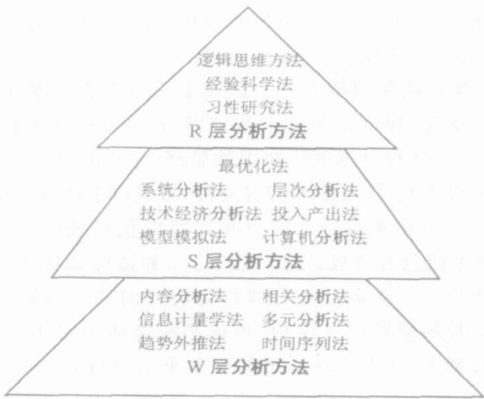 逻辑思维方法
经验科学法
习性研究法
R 层分析方法
最优化法
系统分析法 层次分析法
技术经济分析法 投入产出法
模型模拟法 计算机分析法
S 层分析方法
内容分析法 相关分析法
信息计量学法 多元分析法
趋势外推法 时间序列法
W 层分析方法